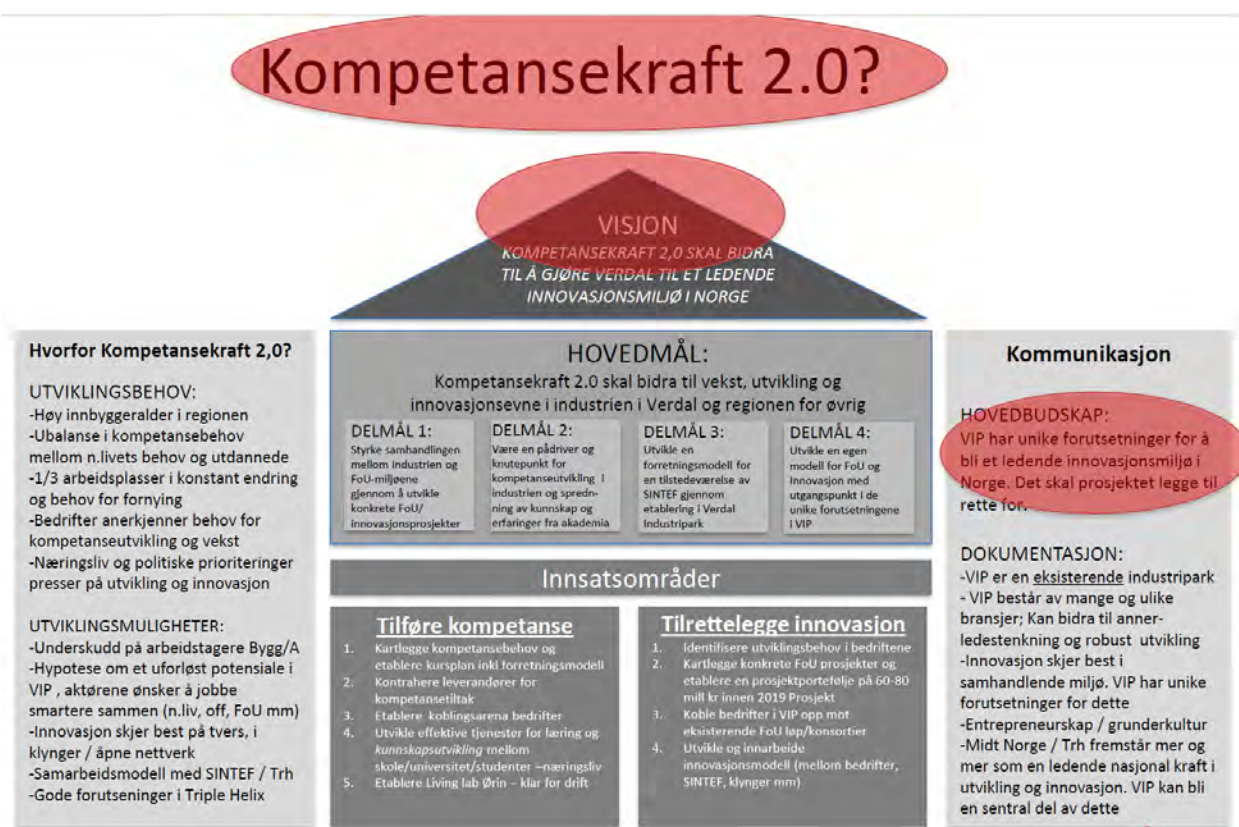 Kompetansekraft 2.0?
VISJON
KOMPETANSEKRAFT 2,0 SKAL BIDRA
TIL Å GJØRE VERDAL TIL ET LEDENDE
INNOVASJONSMILJØ I NORGE
Hvorfor Kompetansekraft 2,0?
UTVIKLINGSBEHOV:
-Høy innbyggeralder i regionen
-Ubalanse i kompetansebehov
mellom n.livets behov og utdannede
-1/3 arbeidsplasser i konstant endring
og behov for fornying
-Bedrifter anerkjenner behov for
kompetanseutvikling og vekst
-Næringsliv og politiske prioriteringer
presser på utvikling og innovasjon
UTVIKLINGSMULIGHETER:
-Underskudd på arbeidstagere Bygg/A
-Hypotese om et uforløst potensiale i
VIP , aktørene ønsker å jobbe
smartere sammen (n.liv, off, FoU mm)
-Innovasjon skjer best på tvers, i
klynger / åpne nettverk
-Samarbeidsmodell med SINTEF / Trh
-Gode forutseninger i Triple Helix
HOVEDMÅL:
Kompetansekraft 2.0 skal bidra til vekst, utvikling og
innovasjonsevne i industrien i Verdal og regionen for øvrig
DELMÅL 1:
Styrke samhandlingen
mellom industrien og
FoU-miljøene
gjennom å utvikle
konkrete FoU/
innovasjonsprosjekter
DELMÅL 2:
Være en pådriver og
knutepunkt for
kompetanseutvikling i
industrien og spredn-
ning av kunnskap og
erfaringer fra akademia
DELMÅL 3:
Utvikle en
forretningsmodell for
en tilstedeværelse av
SINTEF gjennom
etablering i Verdal
Industripark
DELMÅL 4:
Utvikle en egen
modell for FoU og
Innovasjon med
utgangspunkt i de
unike forutsetningene
i VIP
Innsatsområder
Tilføre kompetanse
1. Kartlegge kompetansebehov og
etablere kursplan inkl forretningsmodell
2. Kontrahere leverandører for
kompetansetiltak
3. Etablere koblingsarena bedrifter
4. Utvikle effektive tjenester for læring og
kunnskapsutvikling mellom
skole/universitet/studenter –næringsliv
5. Etablere Living lab Ørin – klar for drift
Tilrettelegge innovasjon
1. Identifisere utviklingsbehov i bedriftene
2. Kartlegge konkrete FoU prosjekter og
etablere en prosjektportefølje på 60-80
mill kr innen 2019 Prosjekt
3. Koble bedrifter i VIP opp mot
eksisterende FoU løp/konsortier
4. Utvikle og innarbeide
innovasjonsmodell (mellom bedrifter,
SINTEF, klynger mm)
Kommunikasjon
HOVEDBUDSKAP:
VIP har unike forutsetninger for å
bli et ledende innovasjonsmiljø i
Norge. Det skal prosjektet legge til
rette for.
DOKUMENTASJON:
-VIP er en eksisterende industripark
- VIP består av mange og ulike
bransjer; Kan bidra til anner-
ledestenkning og robust utvikling
-Innovasjon skjer best i
samhandlende miljø. VIP har unike
forutsetninger for dette
-Entrepreneurskap / grunderkultur
-Midt Norge / Trh fremstår mer og
mer som en ledende nasjonal kraft i
utvikling og innovasjon. VIP kan bli
en sentral del av dette